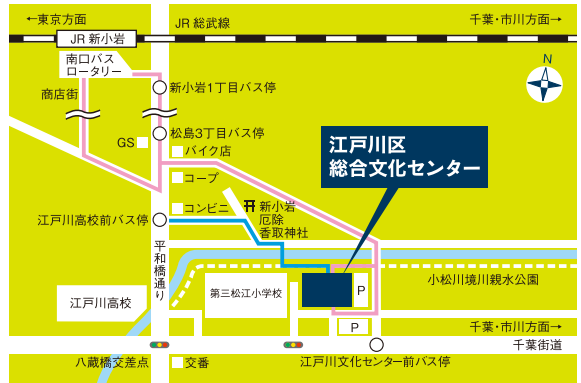 ←東京方面
JR 総武線
千葉・市川方面→
JR 新小岩
南口バス
ロータリー
N
新小岩1丁目バス停
商店街
松島3丁目バス停
GS
バイク店
江戸川区
総合文化センター
コープ
コンビニ
新小岩
厄除
香取神社
江戸川高校前バス停
平和橋通り
小松川境川親水公園
江戸川高校
第三松江小学校
P
P
千葉・市川方面→
千葉街道
八蔵橋交差点
交番
江戸川文化センター前バス停